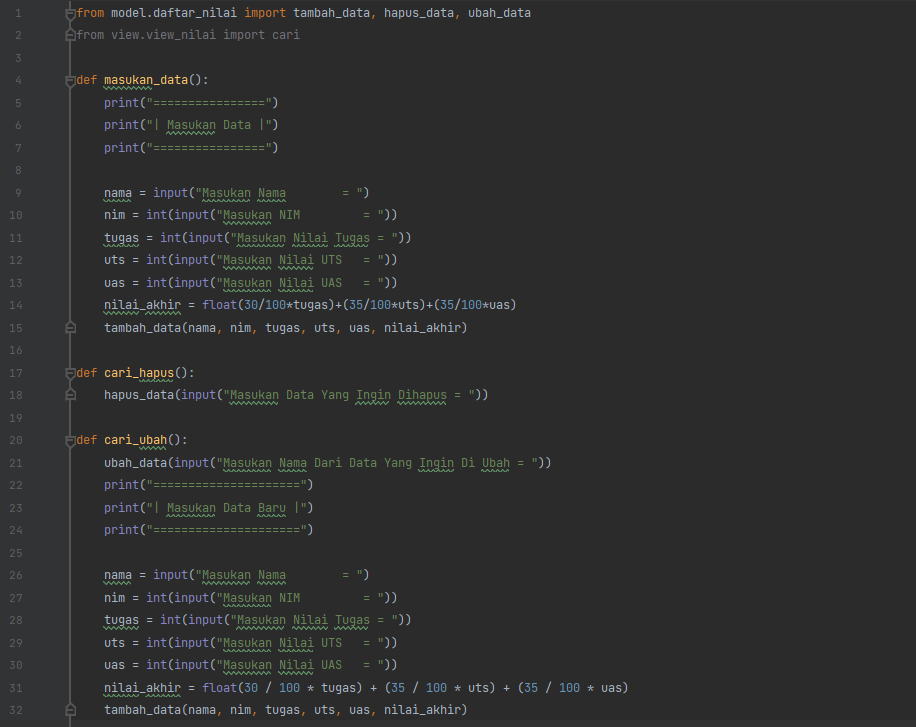 1 from model.daftar_nilai import tambah_data, hapus_data, ubah_data
2 from view.view_nilai import cari
3
4 def masukan_data():
5     print("================")
6     print("| Masukan Data |")
7     print("================")
8
9     nama = input("Masukan Nama        = ")
10     nim = int(input("Masukan NIM         = "))
11     tugas = int(input("Masukan Nilai Tugas = "))
12     uts = int(input("Masukan Nilai UTS   = "))
13     uas = int(input("Masukan Nilai UAS   = "))
14     nilai_akhir = float(30/100*tugas)+(35/100*uts)+(35/100*uas)
15     tambah_data(nama, nim, tugas, uts, uas, nilai_akhir)
16
17 def cari_hapus():
18     hapus_data(input("Masukan Data Yang Ingin Dihapus = "))
19
20 def cari_ubah():
21     ubah_data(input("Masukan Nama Dari Data Yang Ingin Di Ubah = "))
22     print("=====================")
23     print("| Masukan Data Baru |")
24     print("=====================")
25
26     nama = input("Masukan Nama        = ")
27     nim = int(input("Masukan NIM         = "))
28     tugas = int(input("Masukan Nilai Tugas = "))
29     uts = int(input("Masukan Nilai UTS   = "))
30     uas = int(input("Masukan Nilai UAS   = "))
31     nilai_akhir = float(30 / 100 * tugas) + (35 / 100 * uts) + (35 / 100 * uas)
32     tambah_data(nama, nim, tugas, uts, uas, nilai_akhir)